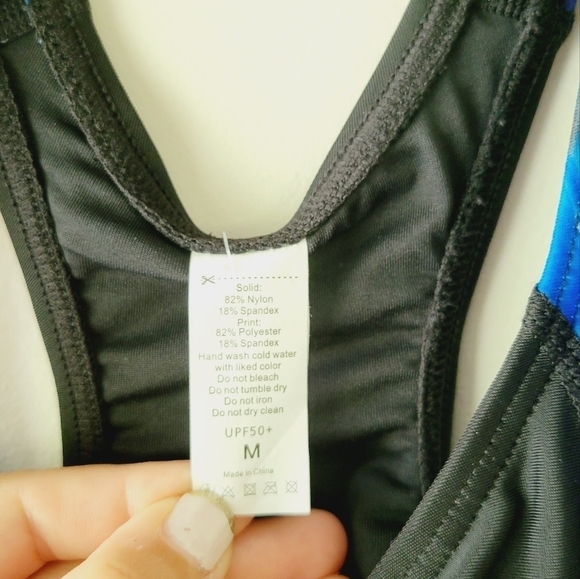 Solid:
82% Nylon
18% Spandex
Print:
82% Polyester
18% Spandex
Hand wash cold water
with liked color
Do not bleach
Do not tumble dry
Do not iron
Do not dry clean
UPF50+
M
Made in China